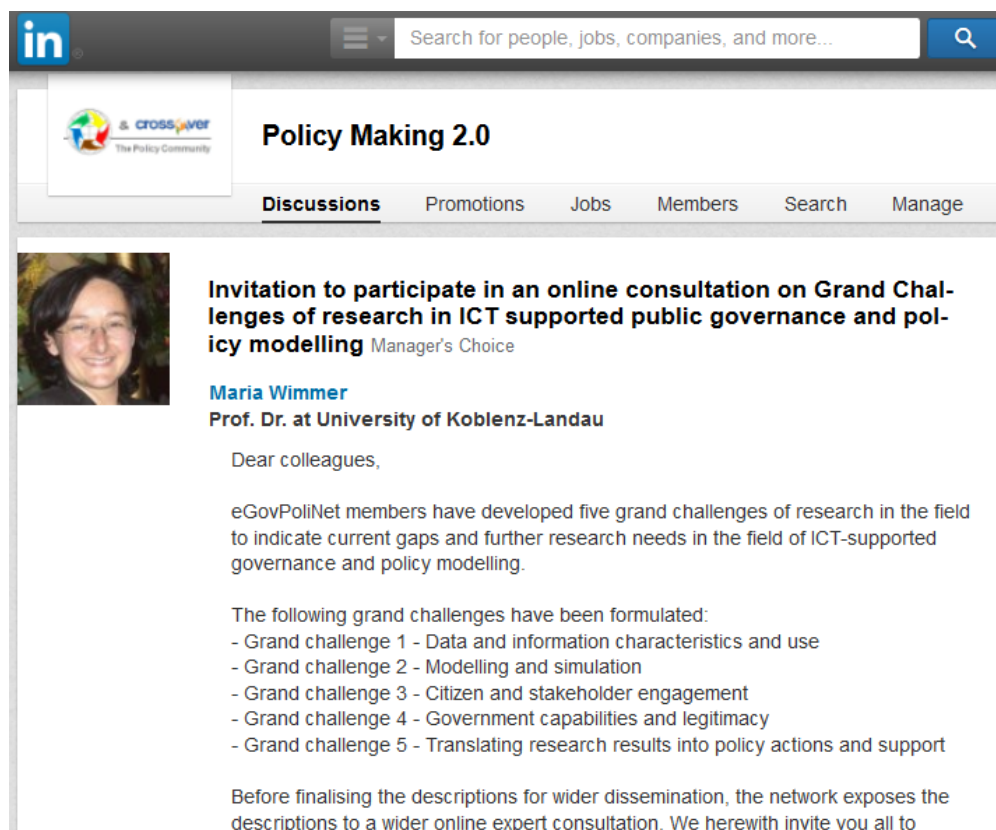 in
Search for people, jobs, companies, and more...
& crossover
The Policy Community
Policy Making 2.0
Discussions Promotions Jobs Members Search Manage
Invitation to participate in an online consultation on Grand Chal-
lenges of research in ICT supported public governance and pol-
icy modelling Manager's Choice
Maria Wimmer
Prof. Dr. at University of Koblenz-Landau
Dear colleagues,
eGovPoliNet members have developed five grand challenges of research in the field
to indicate current gaps and further research needs in the field of ICT-supported
governance and policy modelling.
The following grand challenges have been formulated:
- Grand challenge 1 - Data and information characteristics and use
- Grand challenge 2 - Modelling and simulation
- Grand challenge 3 - Citizen and stakeholder engagement
- Grand challenge 4 - Government capabilities and legitimacy
- Grand challenge 5 - Translating research results into policy actions and support
Before finalising the descriptions for wider dissemination, the network exposes the
descriptions to a wider online expert consultation. We herewith invite you all to